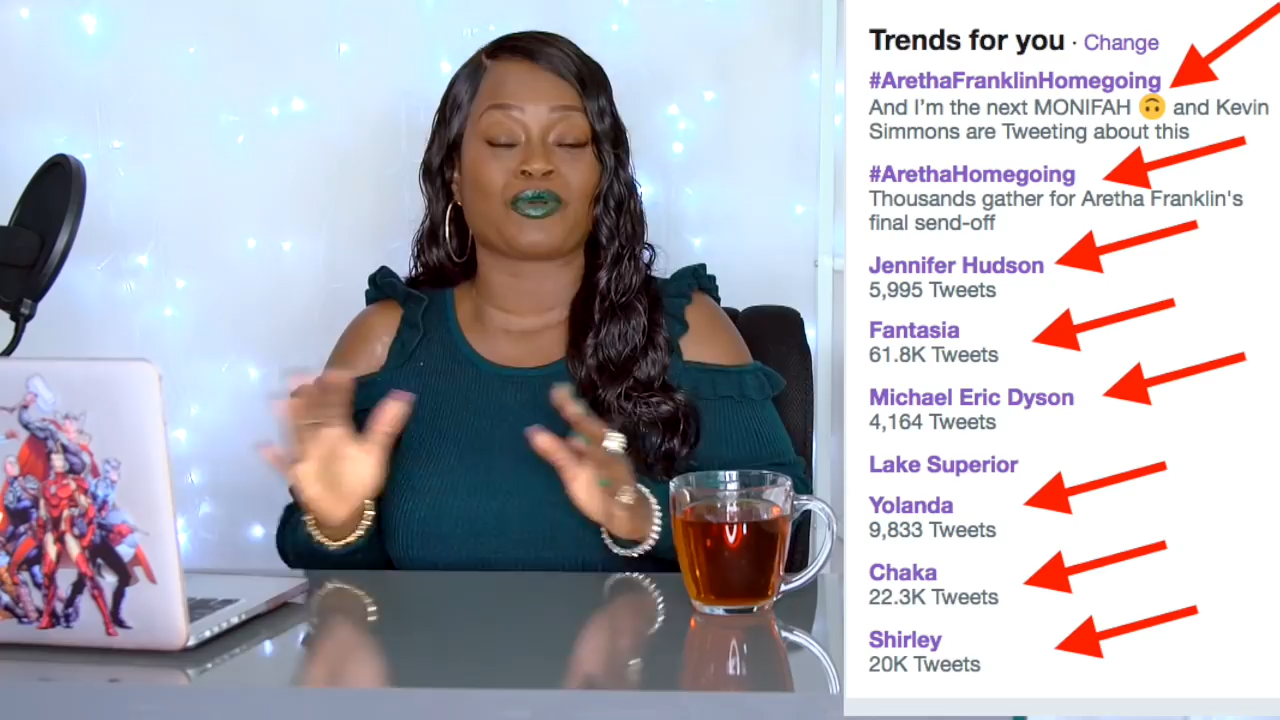 Trends for you · Change
#ArethaFranklinHomegoing
And I'm the next MONIFAH 🙃 and Kevin
Simmons are Tweeting about this
#ArethaHomegoing
Thousands gather for Aretha Franklin's
final send-off
Jennifer Hudson
5,995 Tweets
Fantasia
61.8K Tweets
Michael Eric Dyson
4,164 Tweets
Lake Superior
Yolanda
9,833 Tweets
Chaka
22.3K Tweets
Shirley
20K Tweets